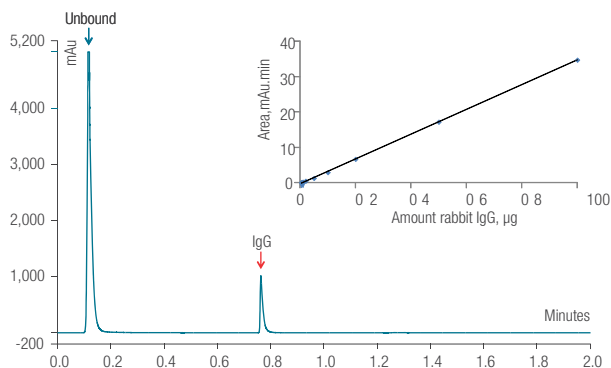 Unbound
5,200
mAu
4,000
3,000
2,000
1,000
-200
IgG
Minutes
0.0 0.2 0.4 0.6 0.8 1.0 1.2 1.4 1.6 1.8 2.0
Area,mAu.min
40
30
20
10
0
0 0 2 0 4 0 6 0 8 100
Amount rabbit IgG, µg